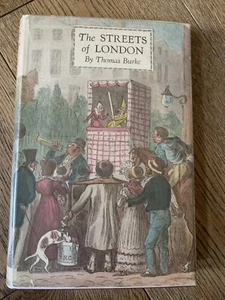 The STREETS
of LONDON
By Thomas Burke